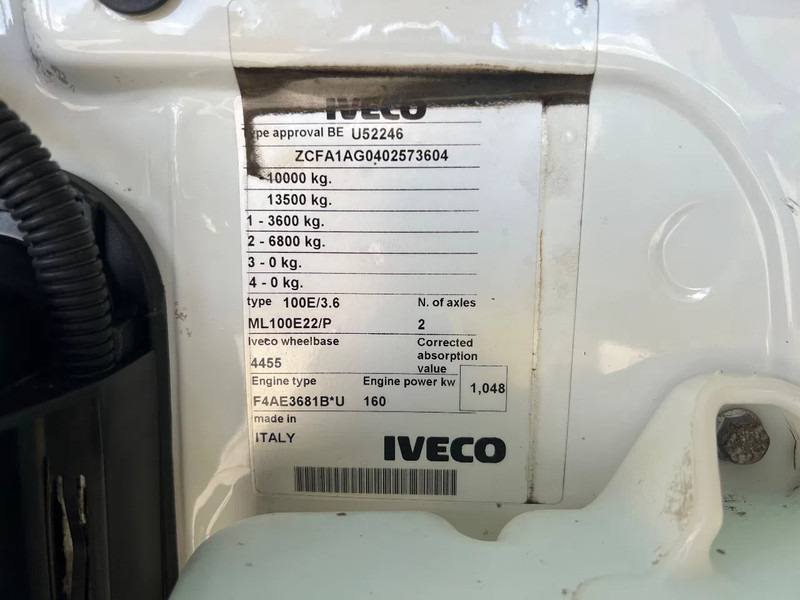 IVECO
Type approval BE U52246
ZCFA1AG0402573604
-10000 kg.
13500 kg.
1 - 3600 kg.
2 - 6800 kg.
3 - 0 kg.
4 - 0 kg.
type 100E/3.6 N. of axles
ML100E22/P 2
Iveco wheelbase Corrected
absorption
value
4455
Engine type Engine power kw 1,048
F4AE3681B*U 160
made in
ITALY
IVECO